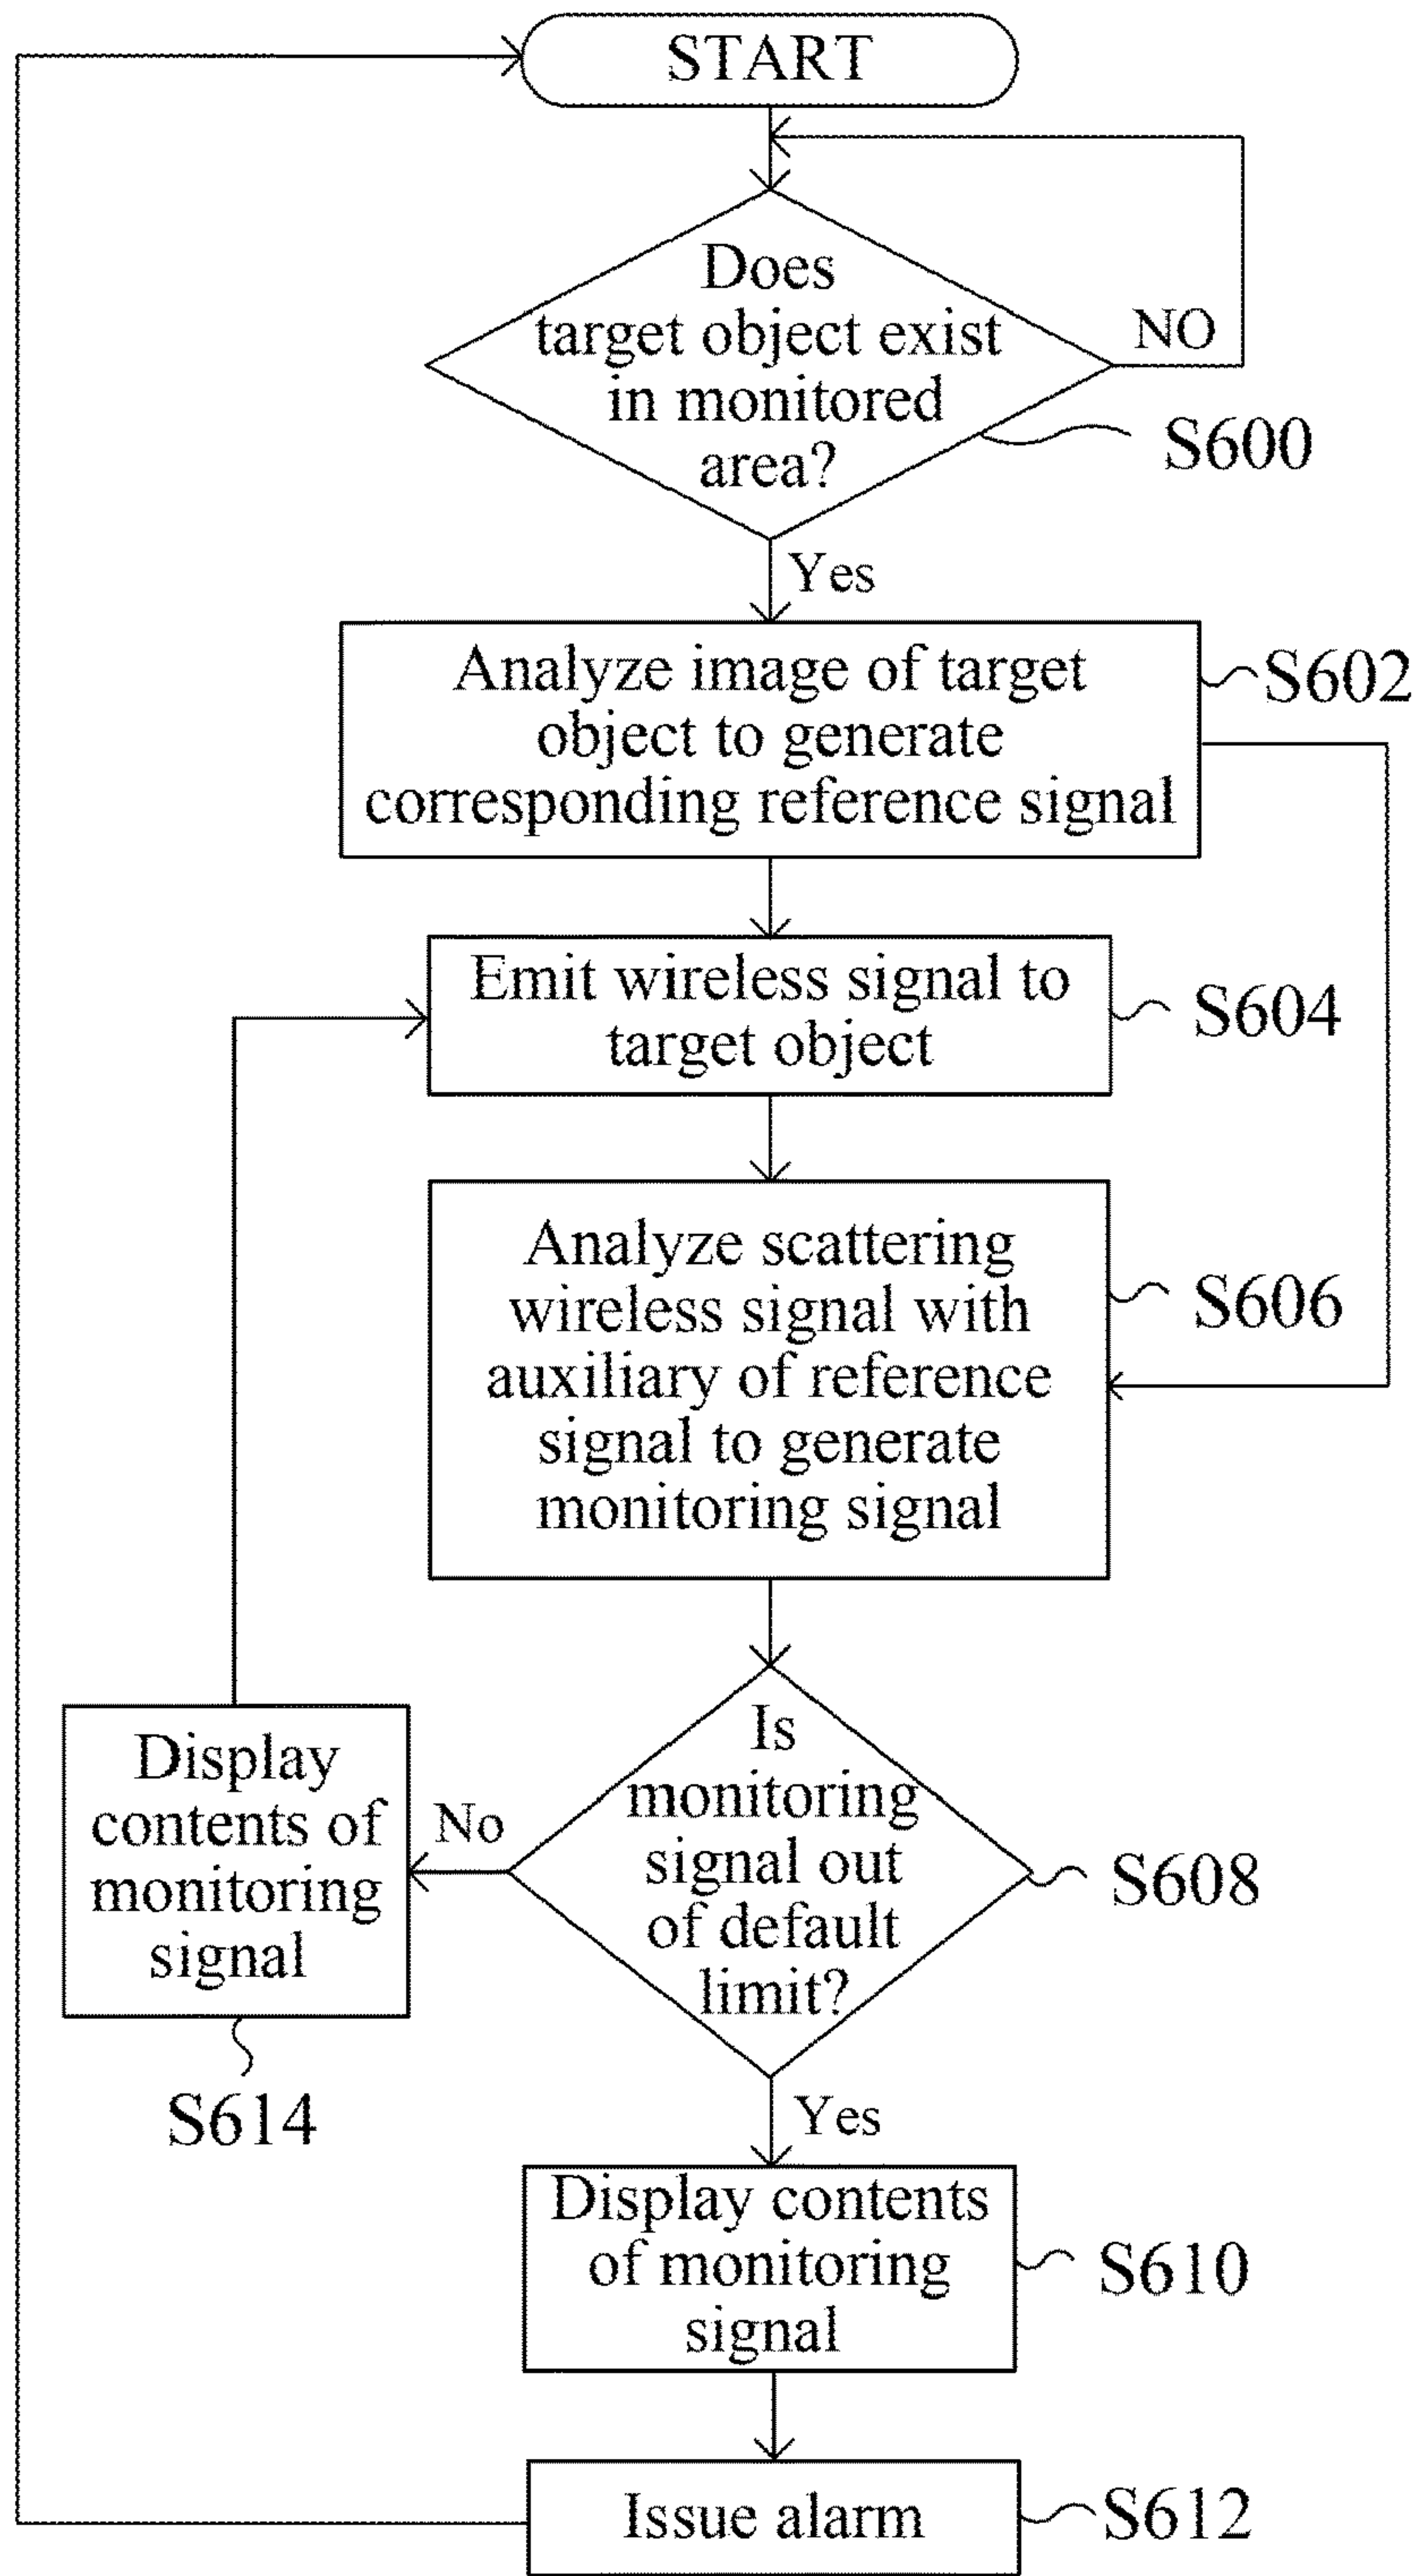 START
Does
target object exist
in monitored
area?
NO
S600
Yes
Analyze image of target
object to generate
corresponding reference signal
S602
Emit wireless signal to
target object
S604
Analyze scattering
wireless signal with
auxiliary of reference
signal to generate
monitoring signal
S606
Is
monitoring
signal out
of default
limit?
S608
No
Display
contents of
monitoring
signal
S614
Yes
Display contents
of monitoring
signal
S610
Issue alarm
S612